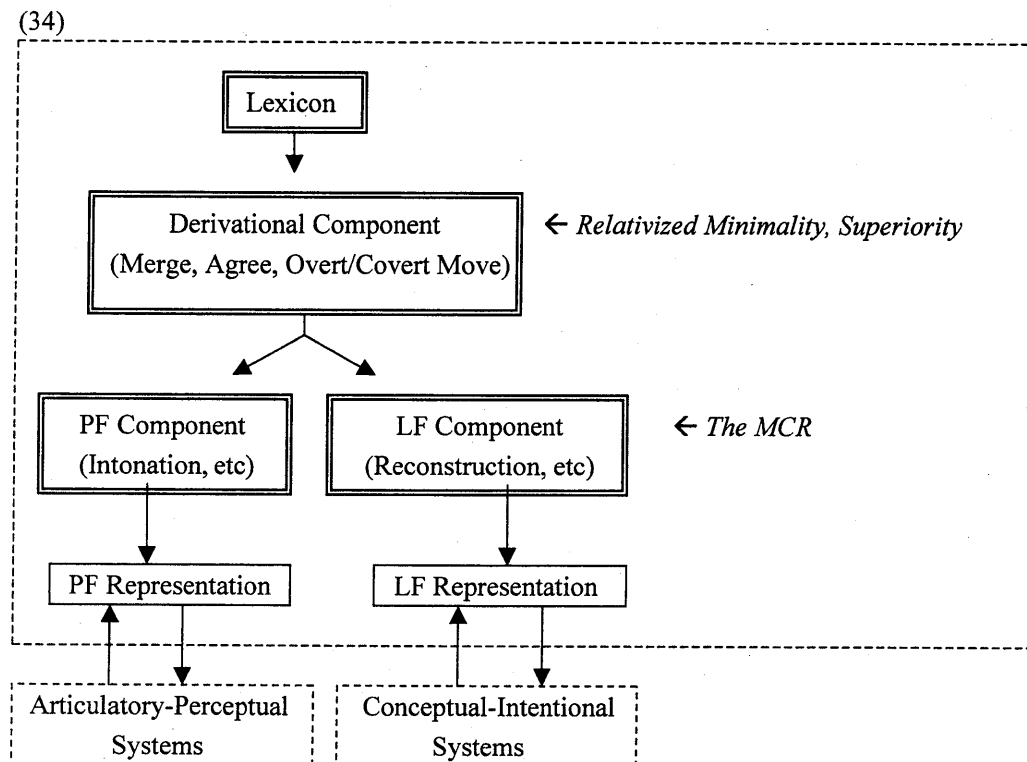 (34)
Lexicon
Derivational Component
(Merge, Agree, Overt/Covert Move)
← Relativized Minimality, Superiority
PF Component
(Intonation, etc)
LF Component
(Reconstruction, etc)
← The MCR
PF Representation
LF Representation
Articulatory-Perceptual
Systems
Conceptual-Intentional
Systems